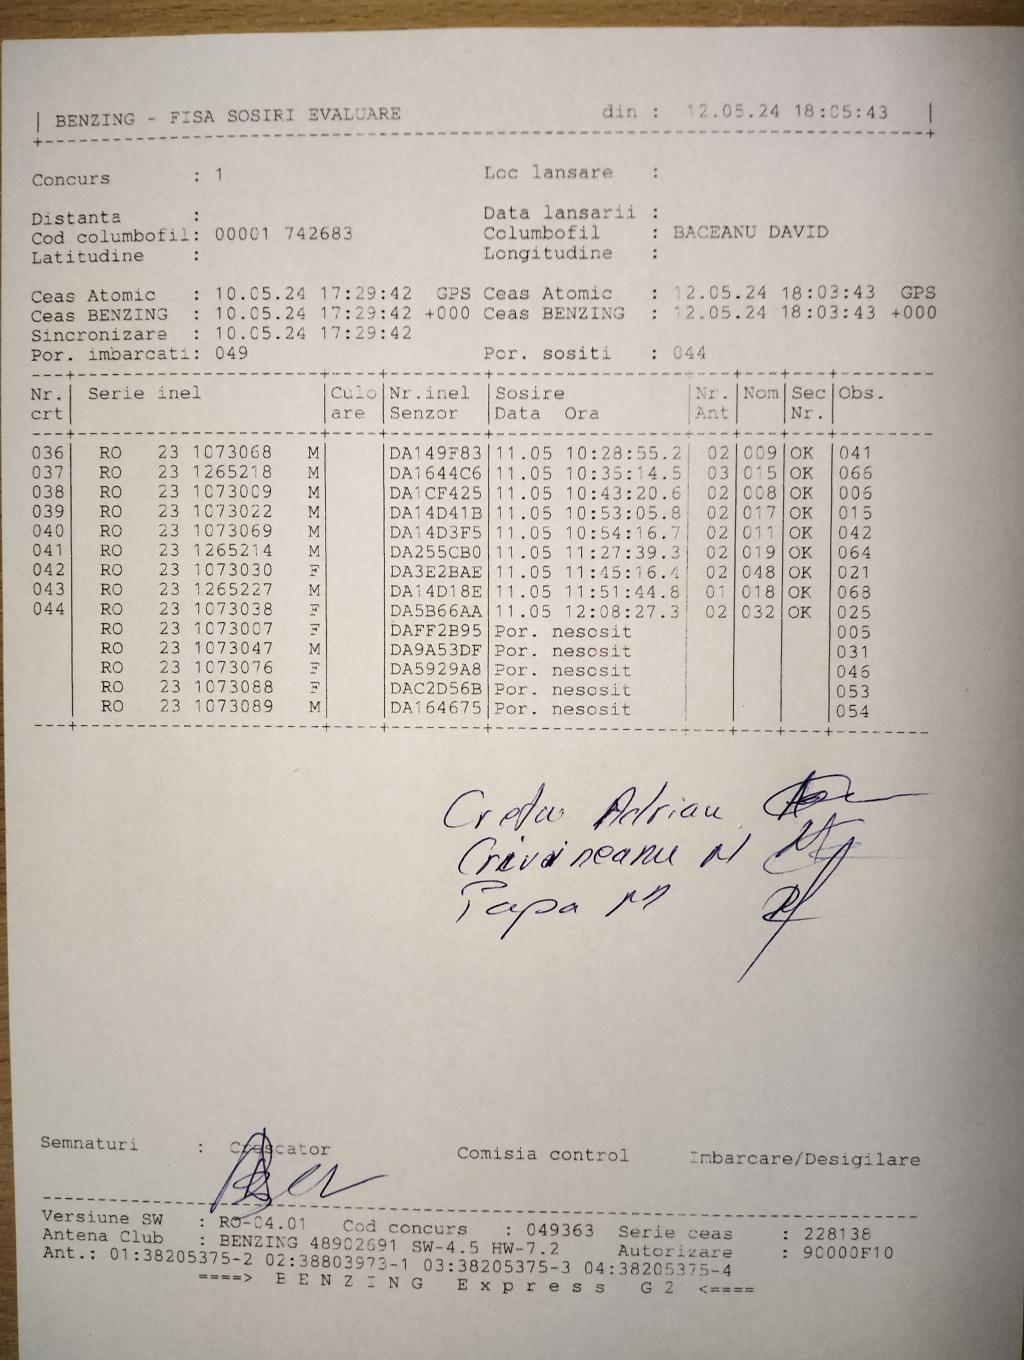 | BENZING - FISA SOSIRI EVALUARE din : 12.05.24 18:05:43 |
+------------------------------------------------------------------------------+
Concurs : 1 Loc lansare :
Distanta : Data lansarii :
Cod columbofil: 00001 742683 Columbofil : BACEANU DAVID
Latitudine : Longitudine :
Ceas Atomic : 10.05.24 17:29:42 GPS Ceas Atomic : 12.05.24 18:03:43 GPS
Ceas BENZING : 10.05.24 17:29:42 +000 Ceas BENZING : 12.05.24 18:03:43 +000
Sincronizare : 10.05.24 17:29:42
Por. imbarcati: 049 Por. sositi : 044
Nr. | Serie inel |Culo|Nr.inel |Sosire |Nr.|Nom|Sec|Obs.
crt| |are |Senzor |Data Ora |Ant| |Nr.|
036| RO 23 1073068 M| |DA149F83|11.05 10:28:55.2| 02|009|OK |041
037| RO 23 1265218 M| |DA1644C6|11.05 10:35:14.5| 03|015|OK |066
038| RO 23 1073009 M| |DA1CF425|11.05 10:43:20.6| 02|008|OK |006
039| RO 23 1073022 M| |DA14D41B|11.05 10:53:05.8| 02|017|OK |015
040| RO 23 1073069 M| |DA14D3F5|11.05 10:54:16.7| 02|011|OK |042
041| RO 23 1265214 M| |DA255CB0|11.05 11:27:39.3| 02|019|OK |064
042| RO 23 1073030 F| |DA3E2BAE|11.05 11:45:16.4| 02|048|OK |021
043| RO 23 1265227 M| |DA14D18E|11.05 11:51:44.8| 01|018|OK |068
044| RO 23 1073038 F| |DA5B66AA|11.05 12:08:27.3| 02|032|OK |025
RO 23 1073007 F| |DAFF2B95|Por. nesosit | | | |005
RO 23 1073047 M| |DA9A53DF|Por. nesosit | | | |031
RO 23 1073076 F| |DA5929A8|Por. nesosit | | | |046
RO 23 1073088 F| |DAC2D56B|Por. nesosit | | | |053
RO 23 1073089 M| |DA164675|Por. nesosit | | | |054
Cretu Adrian
Crivoineanu N
Papa M
Semnaturi : Crescator Comisia control Imbarcare/Desigilare
Versiune SW : RO-04.01 Cod concurs : 049363 Serie ceas : 228138
Antena Club : BENZING 48902691 SW-4.5 HW-7.2 Autorizare : 90000F10
Ant.: 01:38205375-2 02:38803973-1 03:38205375-3 04:38205375-4
====> B E N Z I N G E x p r e s s G 2 <====